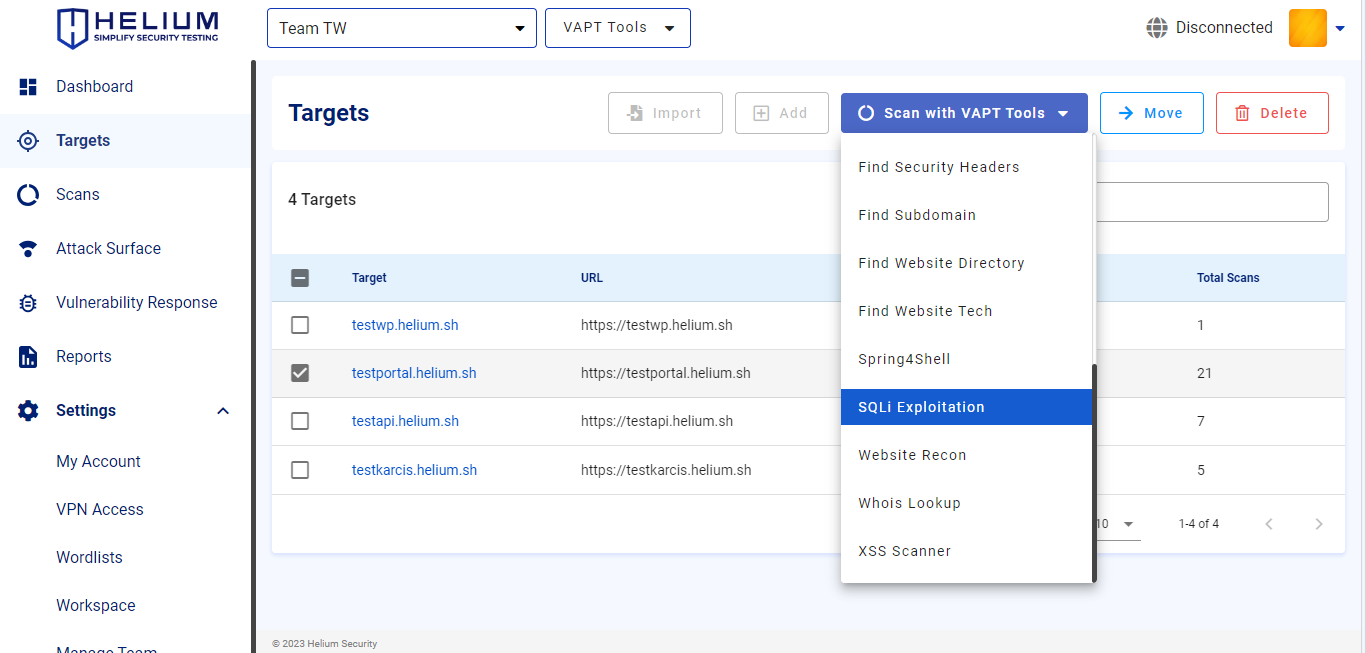 HELIUM
SIMPLIFY SECURITY TESTING
Team TW
VAPT Tools
Disconnected
Dashboard
Targets
Scans
Attack Surface
Vulnerability Response
Reports
Settings
My Account
VPN Access
Wordlists
Workspace
Manage Team
Targets
Import
Add
Scan with VAPT Tools
Move
Delete
Find Security Headers
Find Subdomain
Find Website Directory
Find Website Tech
Spring4Shell
SQLi Exploitation
Website Recon
Whois Lookup
XSS Scanner
4 Targets
Target URL Total Scans
testwp.helium.sh https://testwp.helium.sh 1
testportal.helium.sh https://testportal.helium.sh 21
testapi.helium.sh https://testapi.helium.sh 7
testkarcis.helium.sh https://testkarcis.helium.sh 5
10 1-4 of 4
© 2023 Helium Security